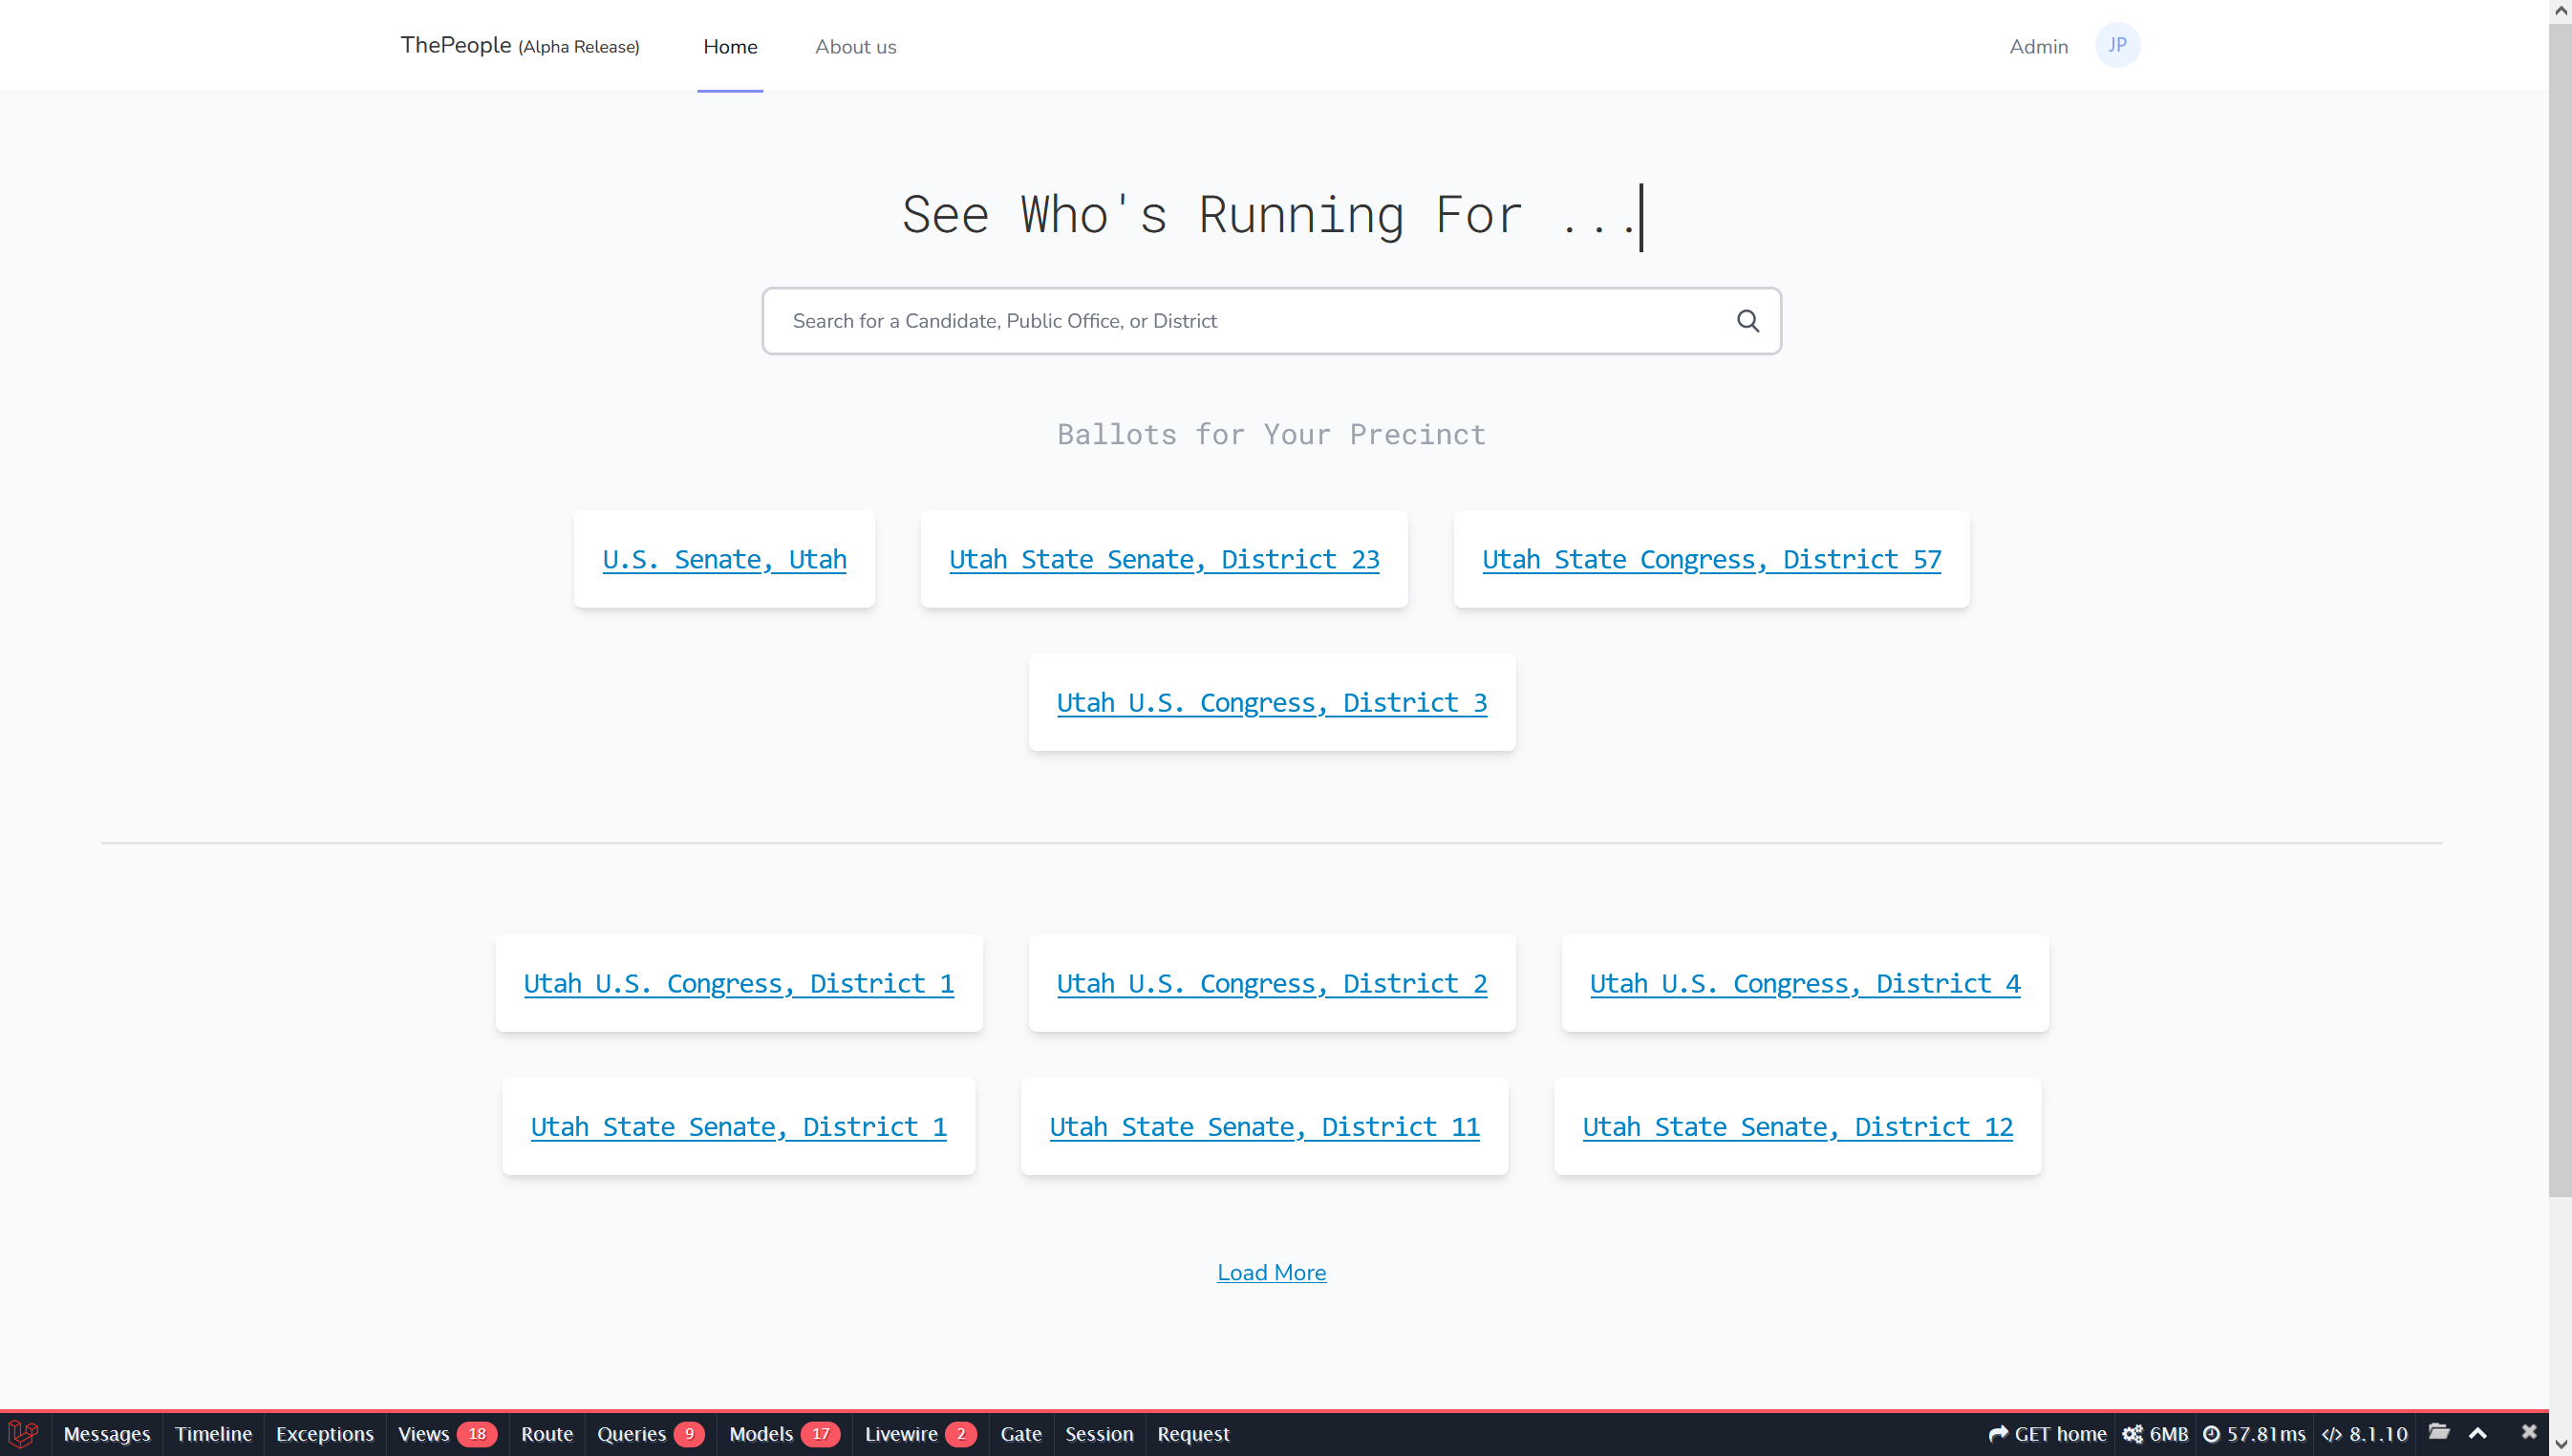 ThePeople (Alpha Release) Home About us Admin JP
See Who's Running For ...
Search for a Candidate, Public Office, or District
Ballots for Your Precinct
U.S. Senate, Utah Utah State Senate, District 23 Utah State Congress, District 57
Utah U.S. Congress, District 3
Utah U.S. Congress, District 1 Utah U.S. Congress, District 2 Utah U.S. Congress, District 4
Utah State Senate, District 1 Utah State Senate, District 11 Utah State Senate, District 12
Load More
Messages Timeline Exceptions Views 18 Route Queries 9 Models 17 Livewire 2 Gate Session Request GET home 6MB 57.81ms </> 8.1.10